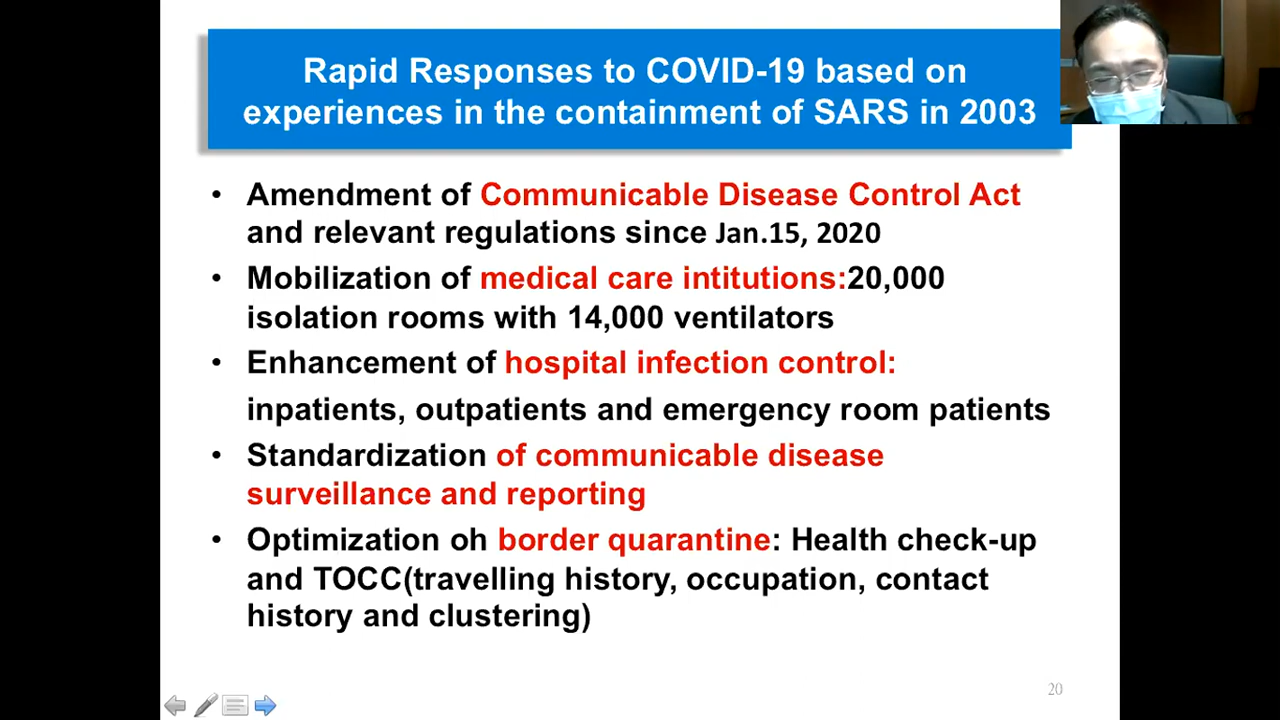 Rapid Responses to COVID-19 based on
experiences in the containment of SARS in 2003
• Amendment of Communicable Disease Control Act
and relevant regulations since Jan.15, 2020
• Mobilization of medical care intitutions:20,000
isolation rooms with 14,000 ventilators
• Enhancement of hospital infection control:
inpatients, outpatients and emergency room patients
• Standardization of communicable disease
surveillance and reporting
• Optimization oh border quarantine: Health check-up
and TOCC(travelling history, occupation, contact
history and clustering)
20